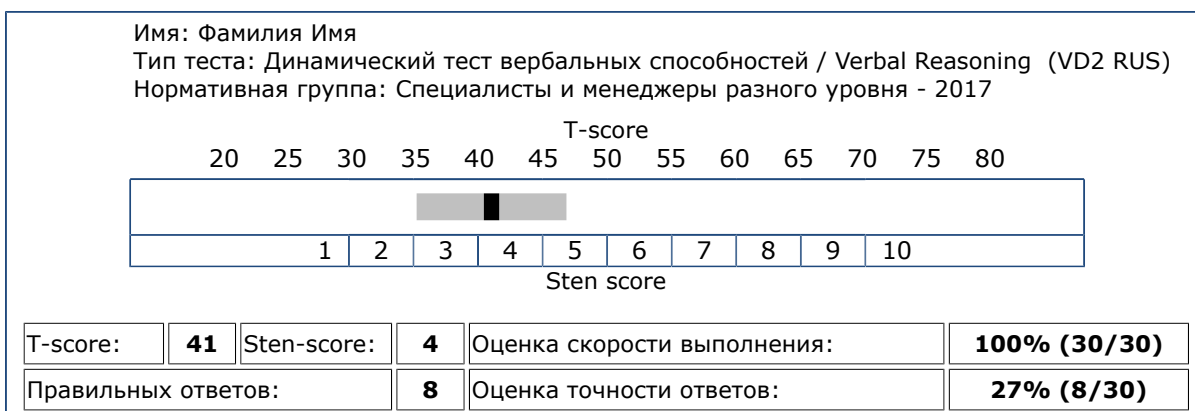 Имя: Фамилия Имя
Тип теста: Динамический тест вербальных способностей / Verbal Reasoning (VD2 RUS)
Нормативная группа: Специалисты и менеджеры разного уровня - 2017
T-score
20 25 30 35 40 45 50 55 60 65 70 75 80
1 2 3 4 5 6 7 8 9 10
Sten score
T-score: 41 Sten-score: 4 Оценка скорости выполнения: 100% (30/30)
Правильных ответов: 8 Оценка точности ответов: 27% (8/30)